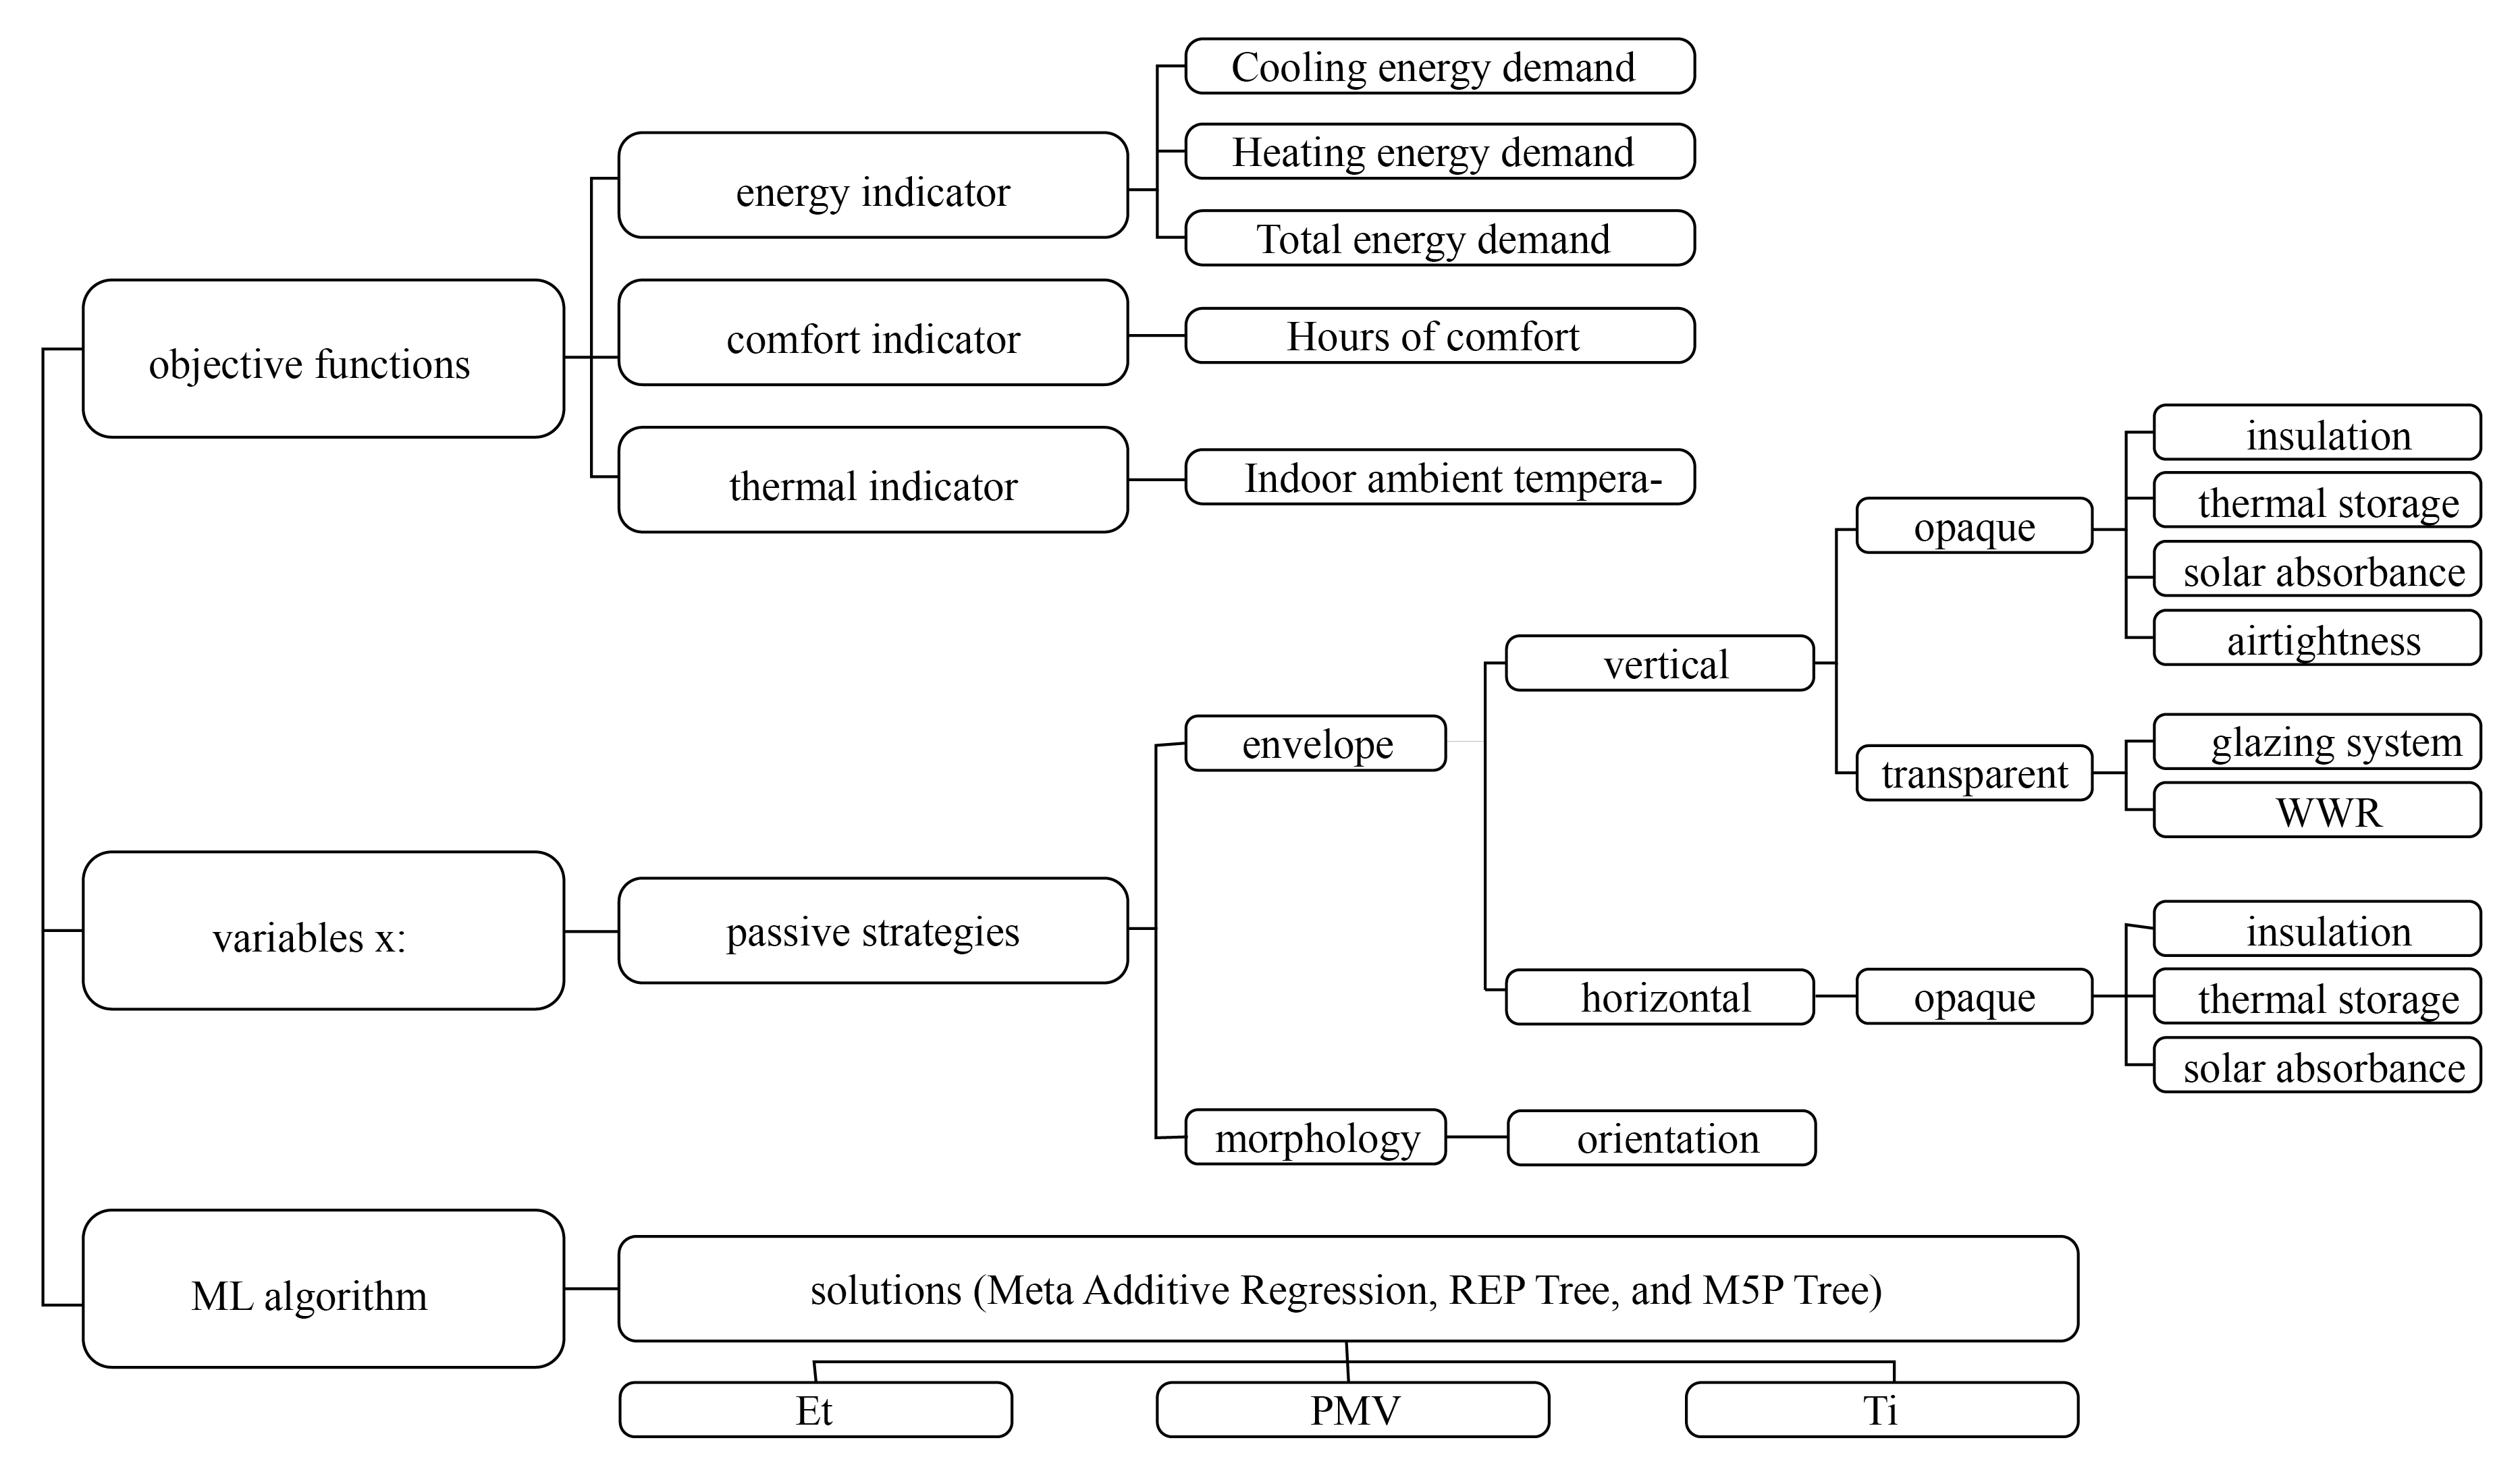 Cooling energy demand
Heating energy demand
energy indicator
Total energy demand
objective functions
comfort indicator
Hours of comfort
thermal indicator
Indoor ambient tempera-
insulation
thermal storage
opaque
solar absorbance
airtightness
vertical
envelope
glazing system
transparent
WWR
variables x:
passive strategies
insulation
horizontal
opaque
thermal storage
solar absorbance
morphology
orientation
ML algorithm
solutions (Meta Additive Regression, REP Tree, and M5P Tree)
Et
PMV
Ti